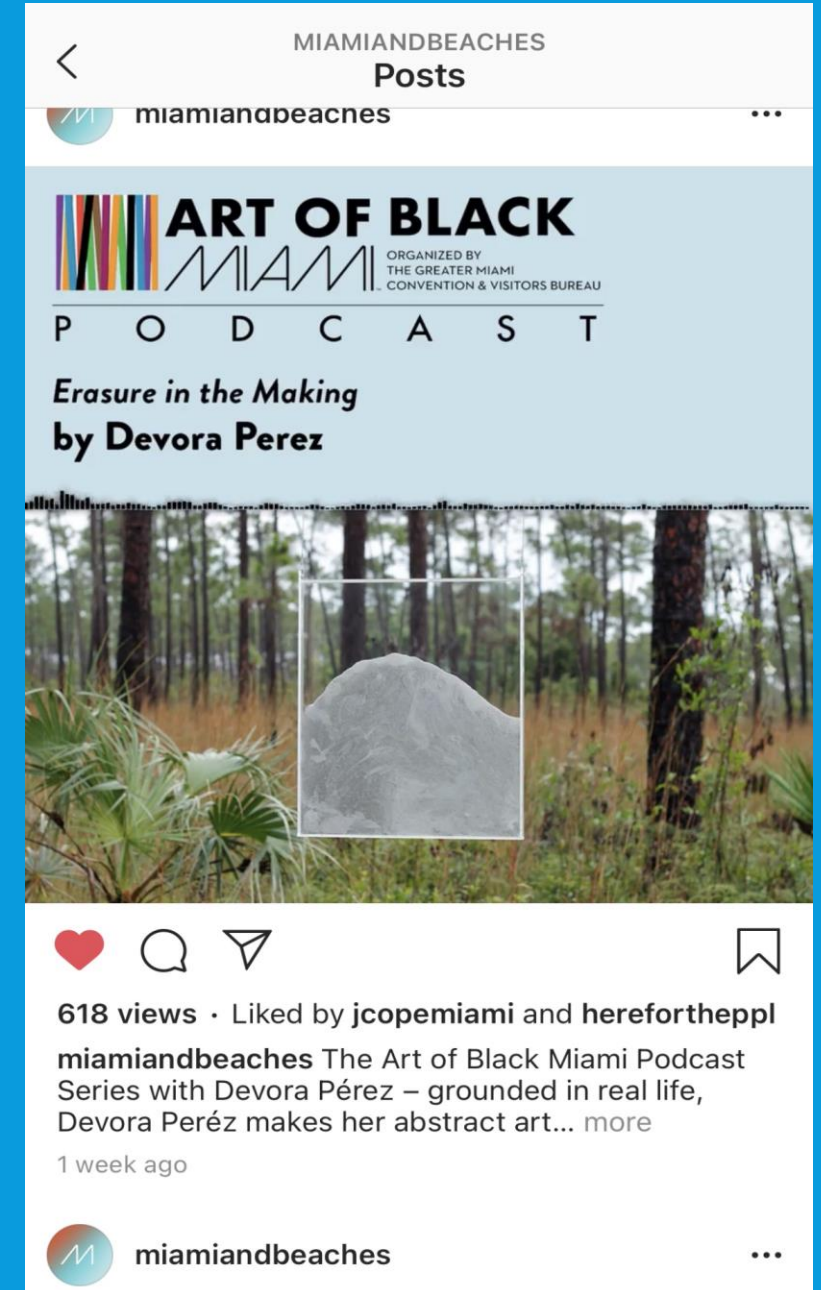 MIAMIANDBEACHES
Posts
miamiandbeaches
ART OF BLACK
MIAMI
ORGANIZED BY
THE GREATER MIAMI
CONVENTION & VISITORS BUREAU
PODCAST
Erasure in the Making
by Devora Perez
618 views · Liked by jcopemiami and hereforthеppl
miamiandbeaches The Art of Black Miami Podcast
Series with Devora Pérez – grounded in real life,
Devora Peréz makes her abstract art... more
1 week ago
M
miamiandbeaches